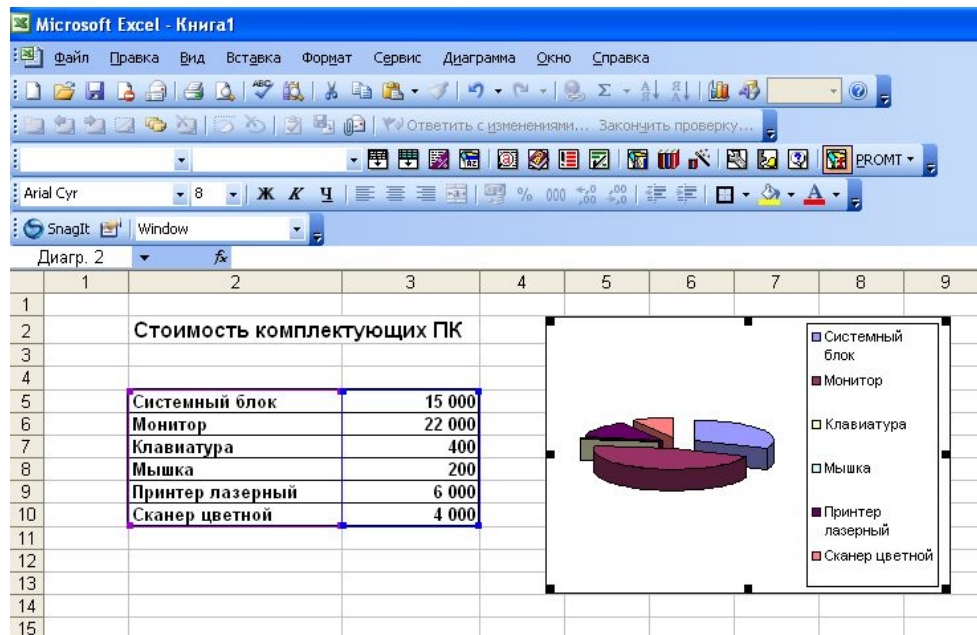 Microsoft Excel - Книга1
Файл Правка Вид Вставка Формат Сервис Диаграмма Окно Справка
Ответить с изменениями... Закончить проверку...
PROMT
Arial Cyr 8 Ж К Ч % 000
SnagIt Window
Диагр. 2 fx
1 2 3 4 5 6 7 8 9
1
2 Стоимость комплектующих ПК
3
4
5 Системный блок 15 000
6 Монитор 22 000
7 Клавиатура 400
8 Мышка 200
9 Принтер лазерный 6 000
10 Сканер цветной 4 000
11
12
13
14
15
Системный
блок
Монитор
Клавиатура
Мышка
Принтер
лазерный
Сканер цветной